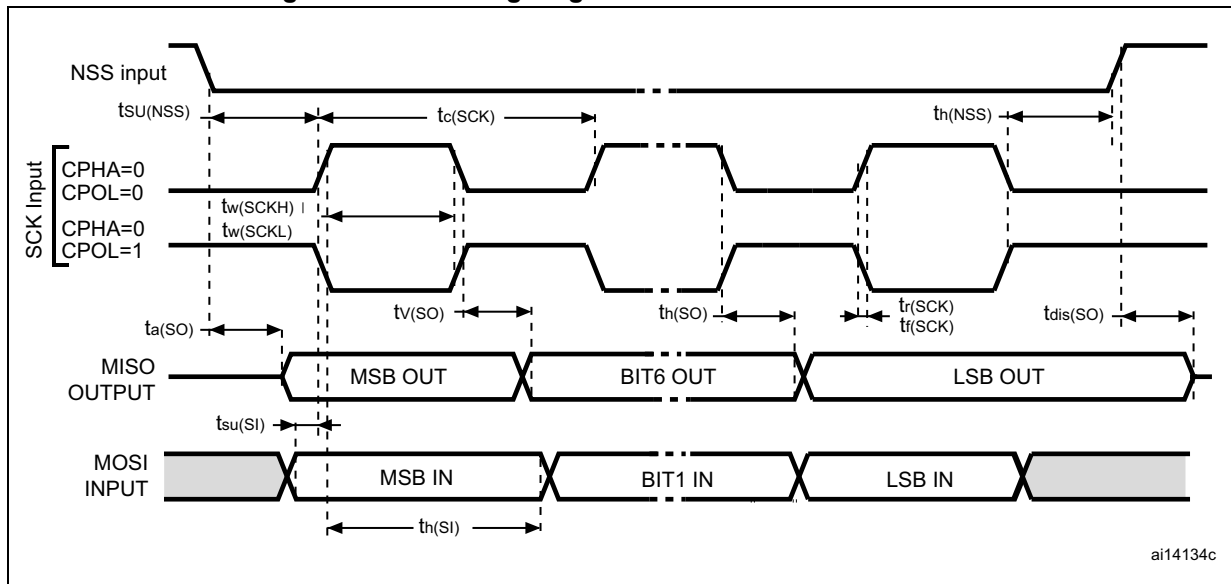 NSS input
tSU(NSS)
tc(SCK)
th(NSS)
SCK Input
CPHA=0
CPOL=0
tw(SCKH)
CPHA=0
tw(SCKL)
CPOL=1
ta(SO)
tV(SO)
th(SO)
tr(SCK)
tf(SCK)
tdis(SO)
MISO
OUTPUT
MSB OUT
BIT6 OUT
LSB OUT
tsu(SI)
MOSI
INPUT
MSB IN
BIT1 IN
LSB IN
th(SI)
ai14134c